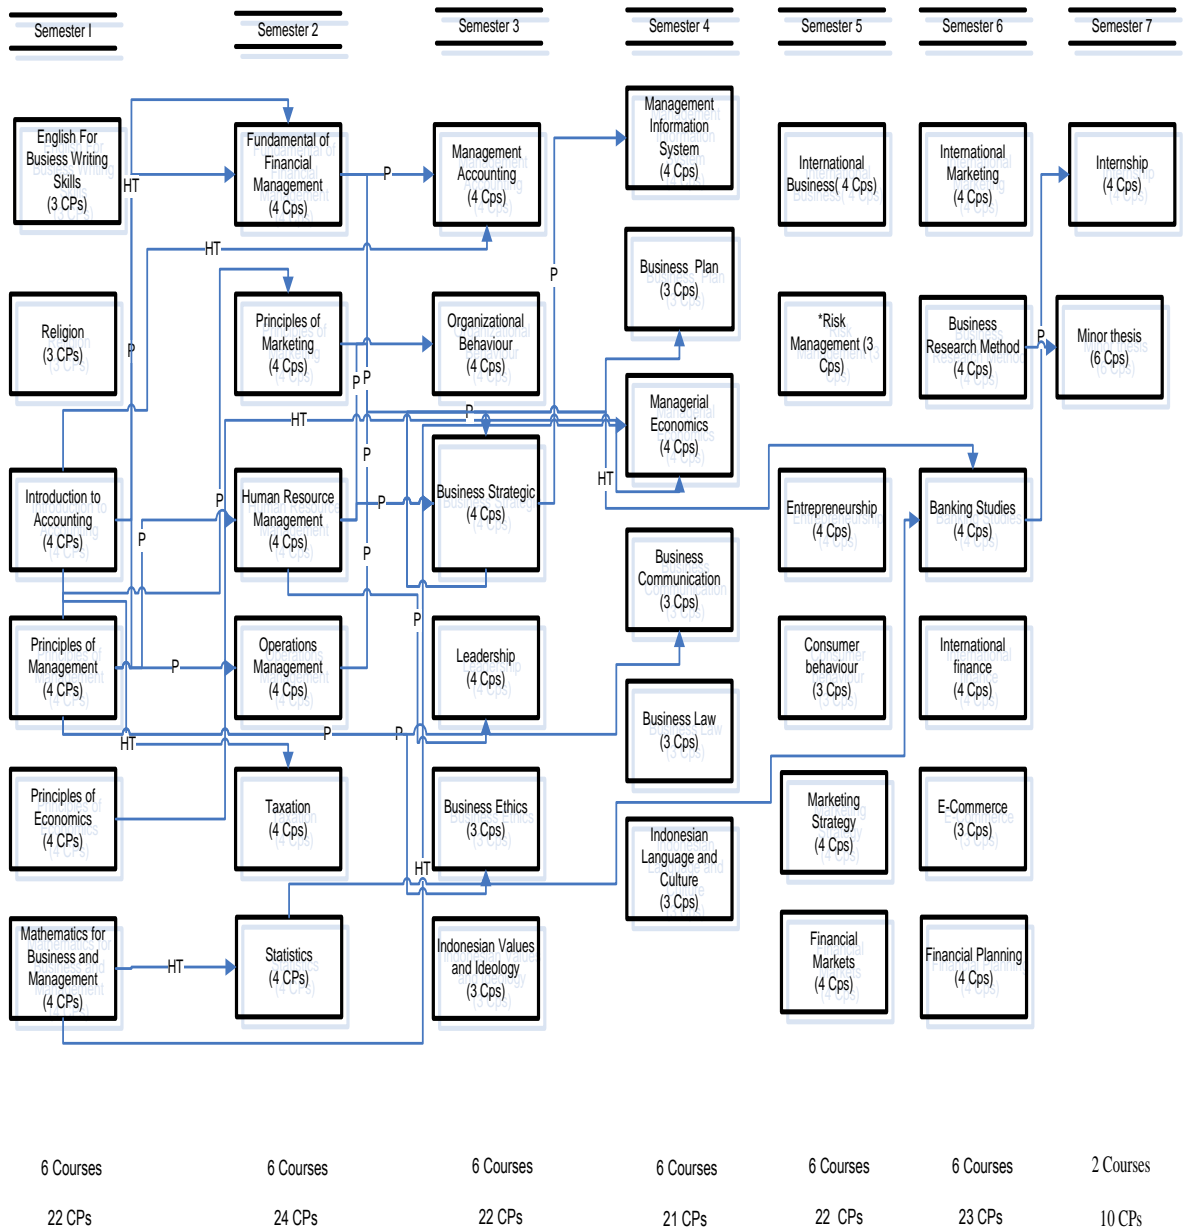 Semester I
Semester 2
Semester 3
Semester 4
Semester 5
Semester 6
Semester 7
English For
Busiess Writing
Skills
(3 CPs)
Religion
(3 CPs)
Introduction to
Accounting
(4 CPs)
Principles of
Management
(4 CPs)
Principles of
Economics
(4 CPs)
Mathematics for
Business and
Management
(4 CPs)
Fundamental of
Financial
Management
(4 Cps)
Principles of
Marketing
(4 Cps)
Human Resource
Management
(4 Cps)
Operations
Management
(4 Cps)
Taxation
(4 Cps)
Statistics
(4 CPs)
Management
Accounting
(4 Cps)
Organizational
Behaviour
(4 Cps)
Business Strategic
(4 Cps)
Leadership
(4 Cps)
Business Ethics
(3 Cps)
Indonesian Values
and Ideology
(3 Cps)
Management
Information
System
(4 Cps)
Business Plan
(3 Cps)
Managerial
Economics
(4 Cps)
Business
Communication
(3 Cps)
Business Law
(3 Cps)
Indonesian
Language and
Culture
(3 Cps)
International
Business( 4 Cps)
*Risk
Management (3
Cps)
Entrepreneurship
(4 Cps)
Consumer
behaviour
(3 Cps)
Marketing
Strategy
(4 Cps)
Financial
Markets
(4 Cps)
International
Marketing
(4 Cps)
Business
Research Method
(4 Cps)
Banking Studies
(4 Cps)
International
finance
(4 Cps)
E-Commerce
(3 Cps)
Financial Planning
(4 Cps)
Internship
(4 Cps)
Minor thesis
(6 Cps)
HT
P
HT
P
P
P
HT
P
HT
P
P
HT
P
P
P
P
P
P
P
P
HT
P
HT
P
6 Courses
6 Courses
6 Courses
6 Courses
6 Courses
6 Courses
2 Courses
22 CPs
24 CPs
22 CPs
21 CPs
22 CPs
23 CPs
10 CPs